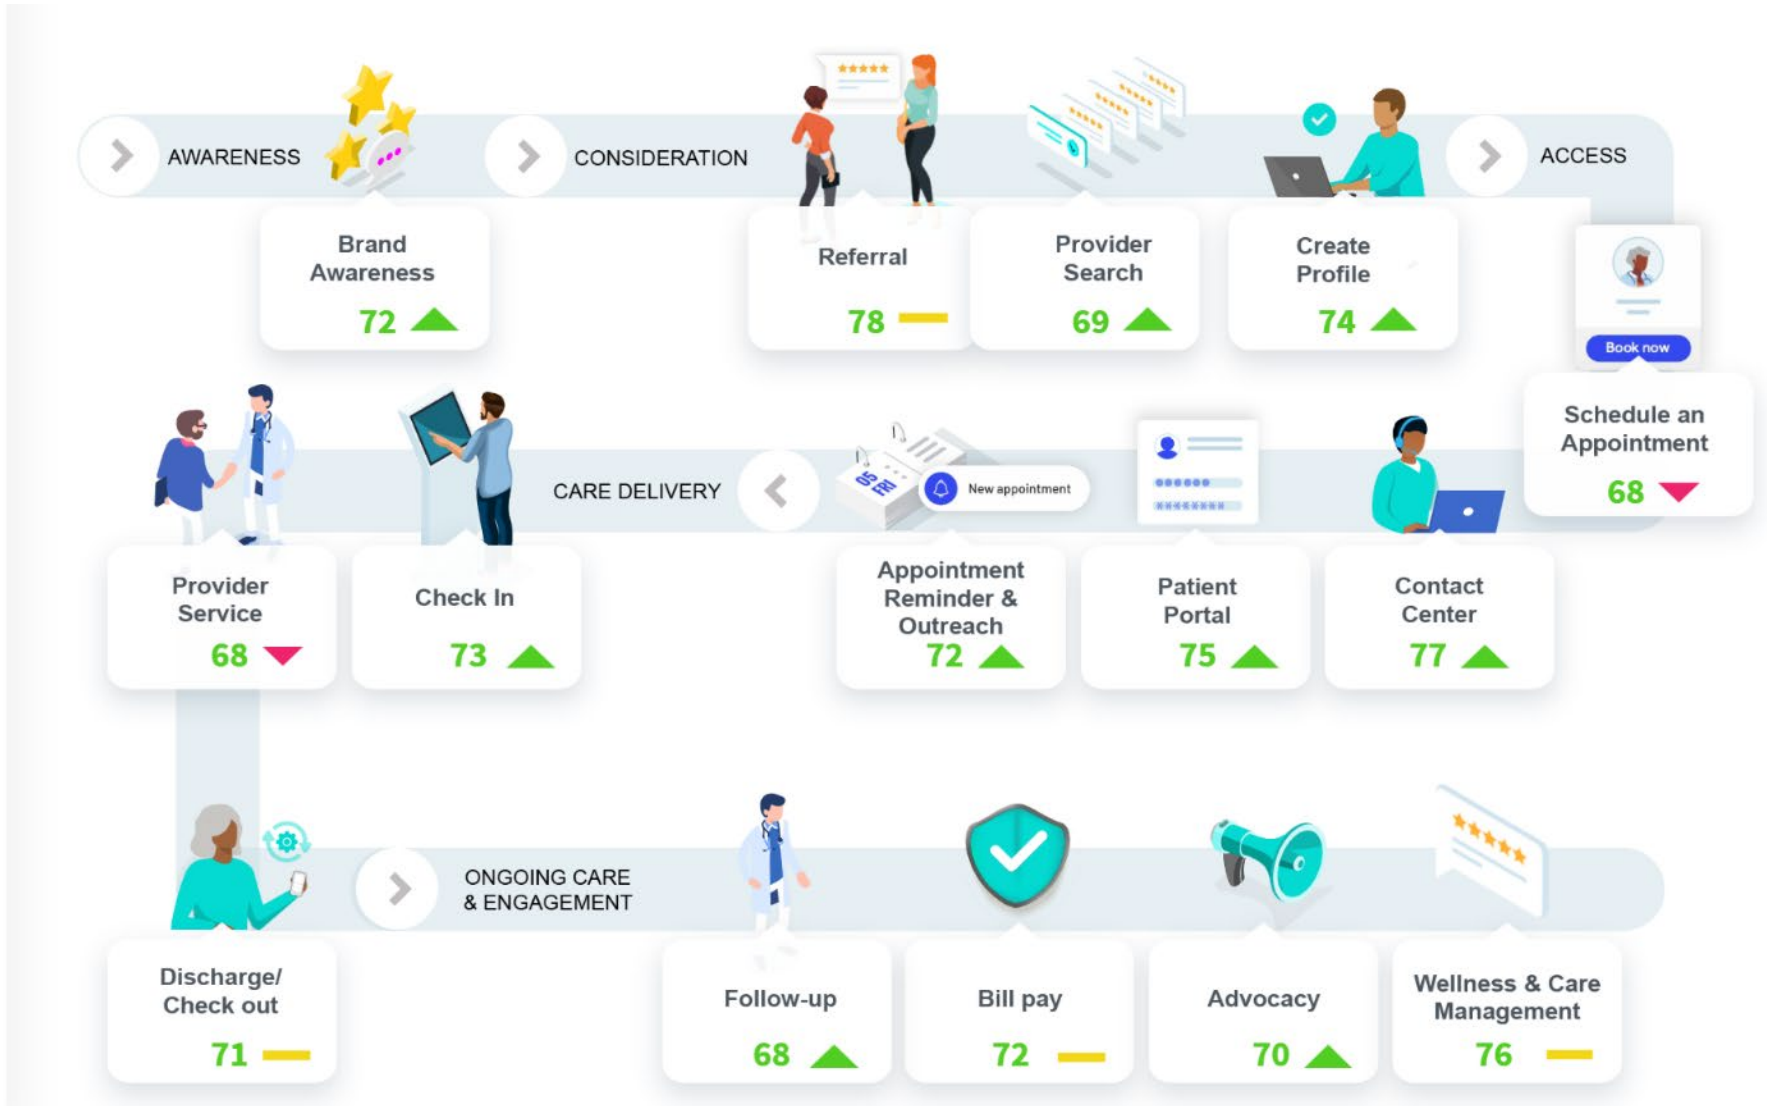 AWARENESS
CONSIDERATION
ACCESS
Brand
Awareness
72
Referral
78
Provider
Search
69
Create
Profile
74
Book now
Schedule an
Appointment
68
05
FRI
New appointment
CARE DELIVERY
Contact
Center
77
Patient
Portal
75
Appointment
Reminder &
Outreach
72
Check In
73
Provider
Service
68
Discharge/
Check out
71
ONGOING CARE
& ENGAGEMENT
Follow-up
68
Bill pay
72
Advocacy
70
Wellness & Care
Management
76